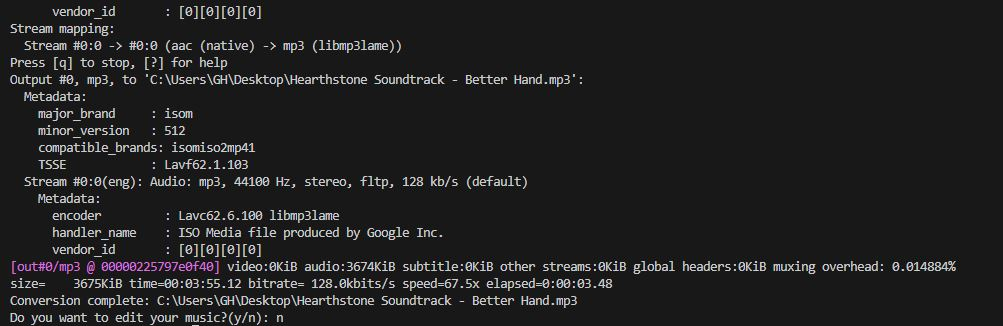 vendor_id       : [0][0][0][0]
Stream mapping:
Stream #0:0 -> #0:0 (aac (native) -> mp3 (libmp3lame))
Press [q] to stop, [?] for help
Output #0, mp3, to 'C:\Users\GH\Desktop\Hearthstone Soundtrack - Better Hand.mp3':
Metadata:
major_brand     : isom
minor_version   : 512
compatible_brands: isomiso2mp41
TSSE            : Lavf62.1.103
Stream #0:0(eng): Audio: mp3, 44100 Hz, stereo, fltp, 128 kb/s (default)
Metadata:
encoder         : Lavc62.6.100 libmp3lame
handler_name    : ISO Media file produced by Google Inc.
vendor_id       : [0][0][0][0]
[out#0/mp3 @ 00000225797e0f40] video:0KiB audio:3674KiB subtitle:0KiB other streams:0KiB global headers:0KiB muxing overhead: 0.014884%
size=    3675KiB time=00:03:55.12 bitrate= 128.0kbits/s speed=67.5x elapsed=0:00:03.48
Conversion complete: C:\Users\GH\Desktop\Hearthstone Soundtrack - Better Hand.mp3
Do you want to edit your music?(y/n): n